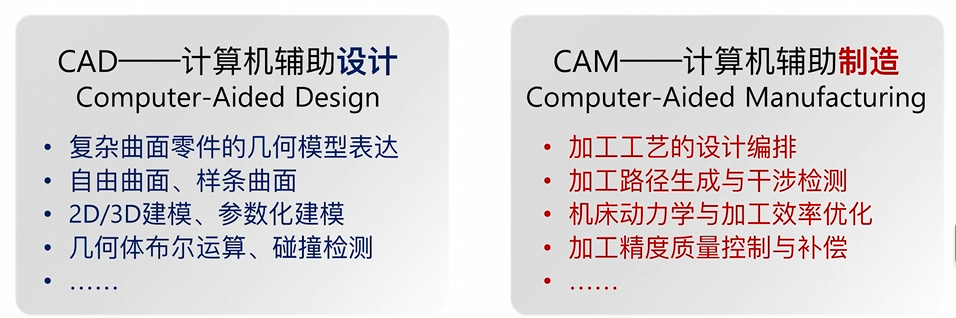 CAD——计算机辅助设计
Computer-Aided Design
• 复杂曲面零件的几何模型表达
• 自由曲面、样条曲面
• 2D/3D建模、参数化建模
• 几何体布尔运算、碰撞检测
• ……
CAM——计算机辅助制造
Computer-Aided Manufacturing
• 加工工艺的设计编排
• 加工路径生成与干涉检测
• 机床动力学与加工效率优化
• 加工精度质量控制与补偿
• ……